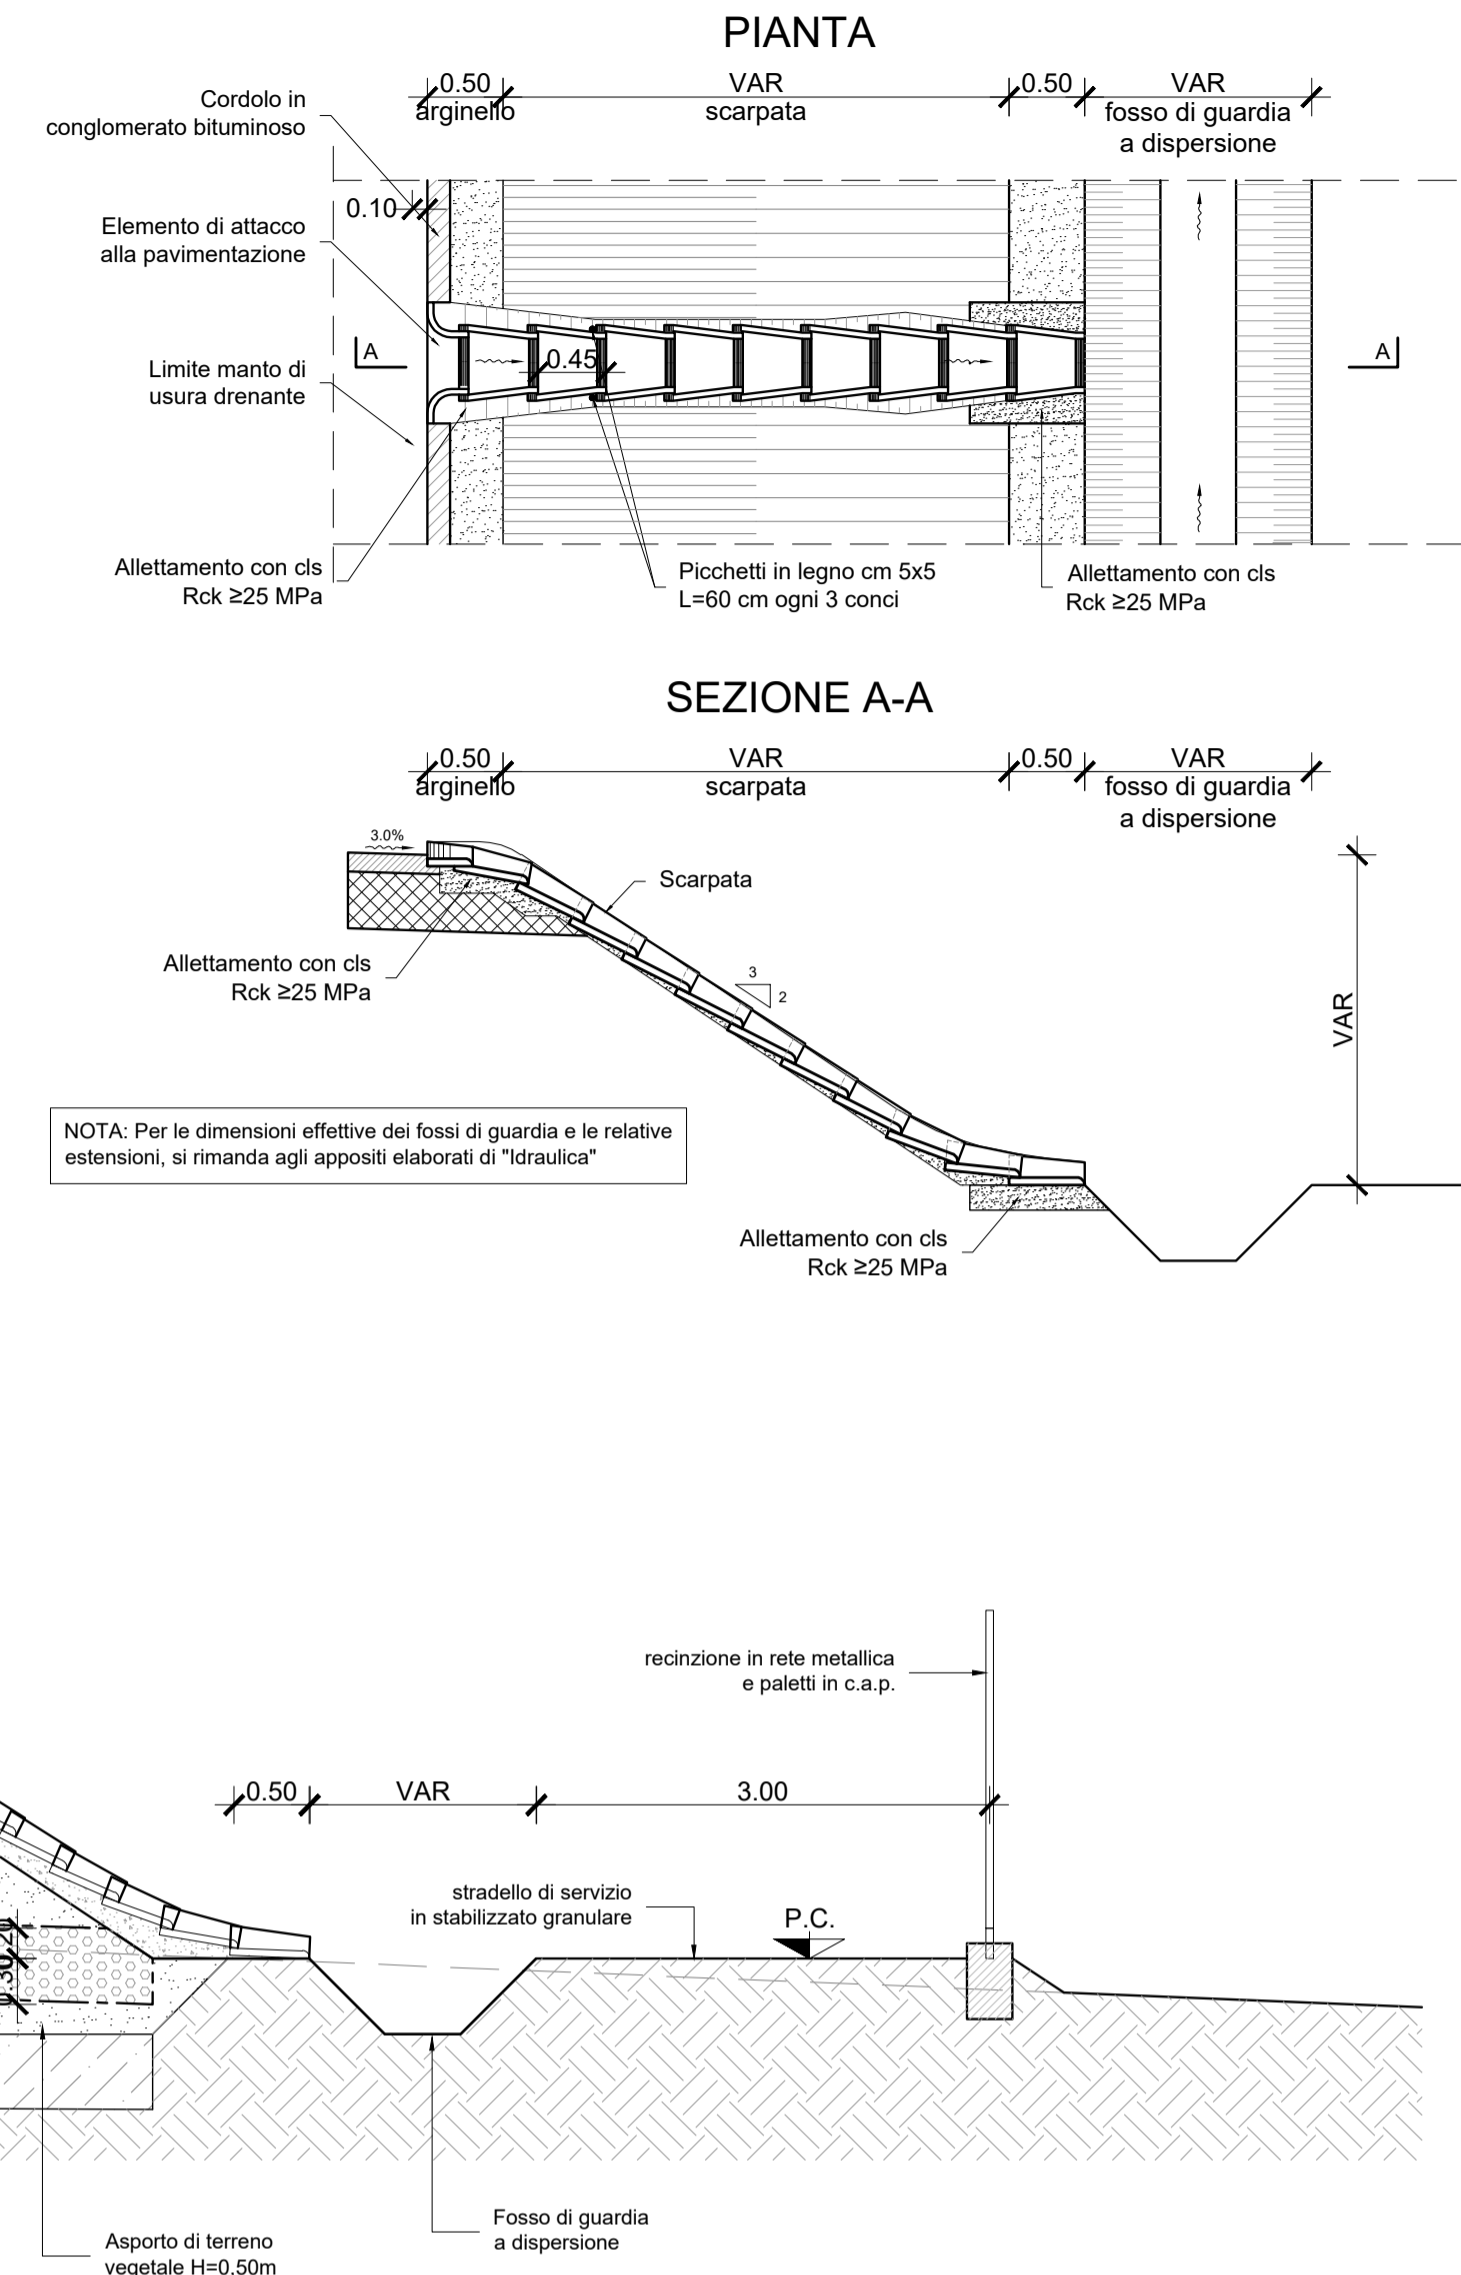 PIANTA
0.50
VAR
0.50
VAR
arginello
scarpata
fosso di guardia
a dispersione
Cordolo in
conglomerato bituminoso
0.10
Elemento di attacco
alla pavimentazione
A
0.45
A
Limite manto di
usura drenante
Allettamento con cls
Rck ≥25 MPa
Picchetti in legno cm 5x5
L=60 cm ogni 3 conci
Allettamento con cls
Rck ≥25 MPa
SEZIONE A-A
0.50
VAR
0.50
VAR
arginello
scarpata
fosso di guardia
a dispersione
3.0%
Scarpata
Allettamento con cls
Rck ≥25 MPa
3
2
VAR
NOTA: Per le dimensioni effettive dei fossi di guardia e le relative
estensioni, si rimanda agli appositi elaborati di "Idraulica"
Allettamento con cls
Rck ≥25 MPa
recinzione in rete metallica
e paletti in c.a.p.
0.50
VAR
3.00
stradello di servizio
in stabilizzato granulare
P.C.
0.30
Fosso di guardia
a dispersione
Asporto di terreno
vegetale H=0,50m